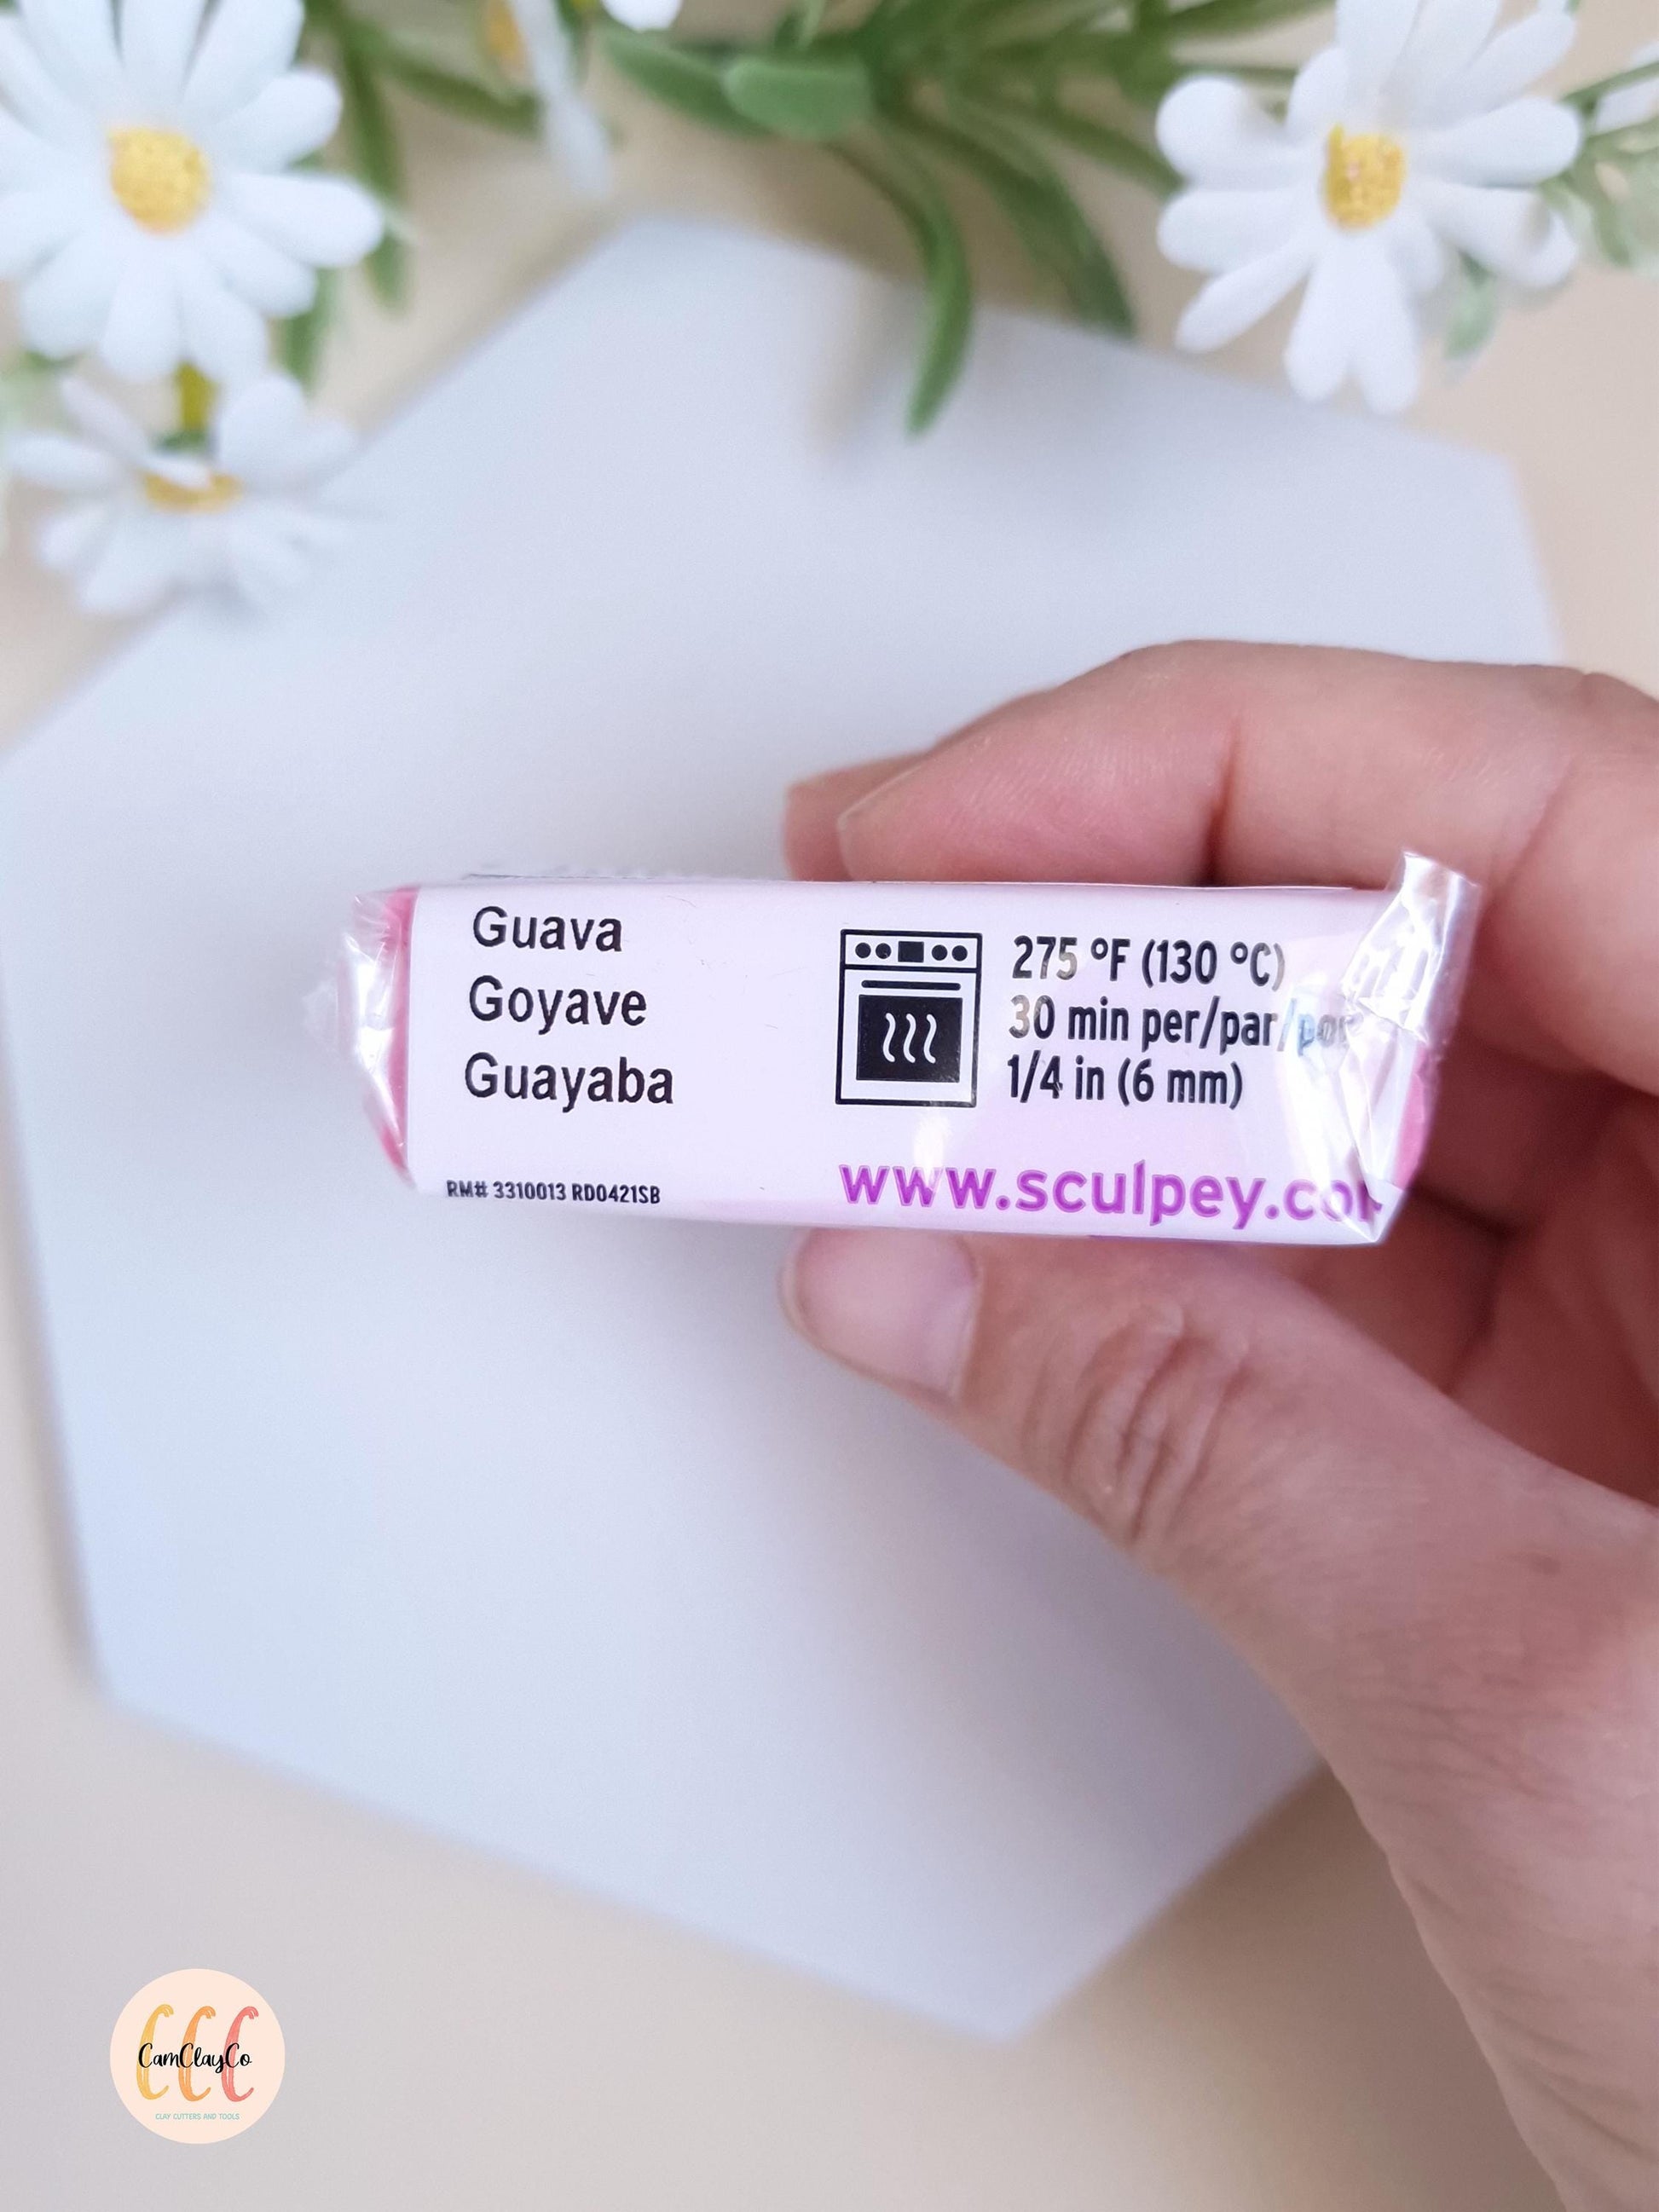 Guava
Goyave
Guayaba
RM# 3310013 RD0421SB
275 °F (130 °C)
30 min per/par/por
1/4 in (6 mm)
www.sculpey.co
CamClayCo
CLAY CUTTERS AND TOOLS